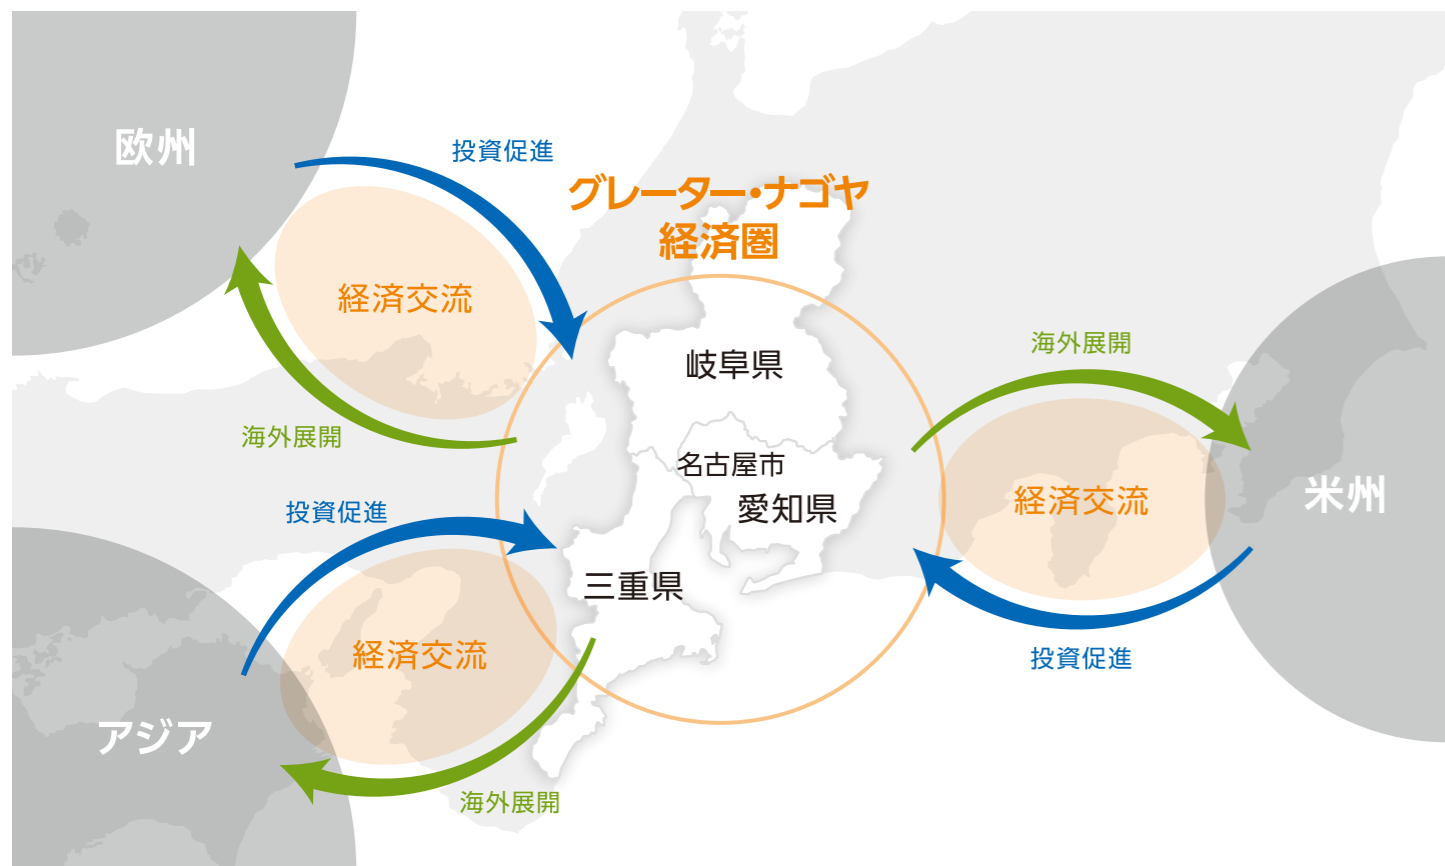 欧州
投資促進
グレーター・ナゴヤ
経済圏
経済交流
海外展開
岐阜県
名古屋市
愛知県
三重県
海外展開
経済交流
米州
投資促進
投資促進
経済交流
アジア
海外展開